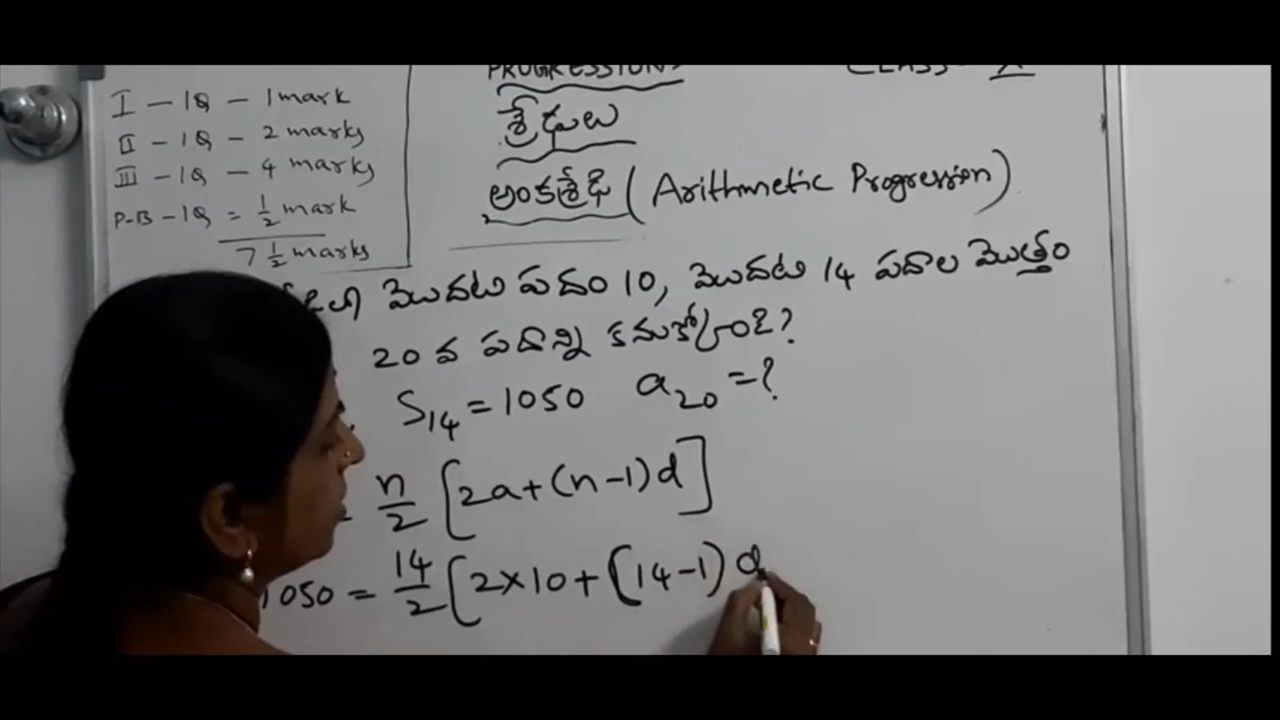 PROGRESSIONS
CLASS - X
శ్రేఢులు
అంకశ్రేఢి (Arithmetic Progression)
I - 1Q - 1 mark
II - 1Q - 2 marks
III - 1Q - 4 marks
P-B - 1Q = 1/2 mark
7 1/2 marks
మొదటి పదం 10, మొదటి 14 పదాల మొత్తం
20 వ పదాన్ని కనుక్కోండి?
S14 = 1050 a20 = ?
n/2 [2a + (n-1)d]
1050 = 14/2 [2×10 + (14-1) d